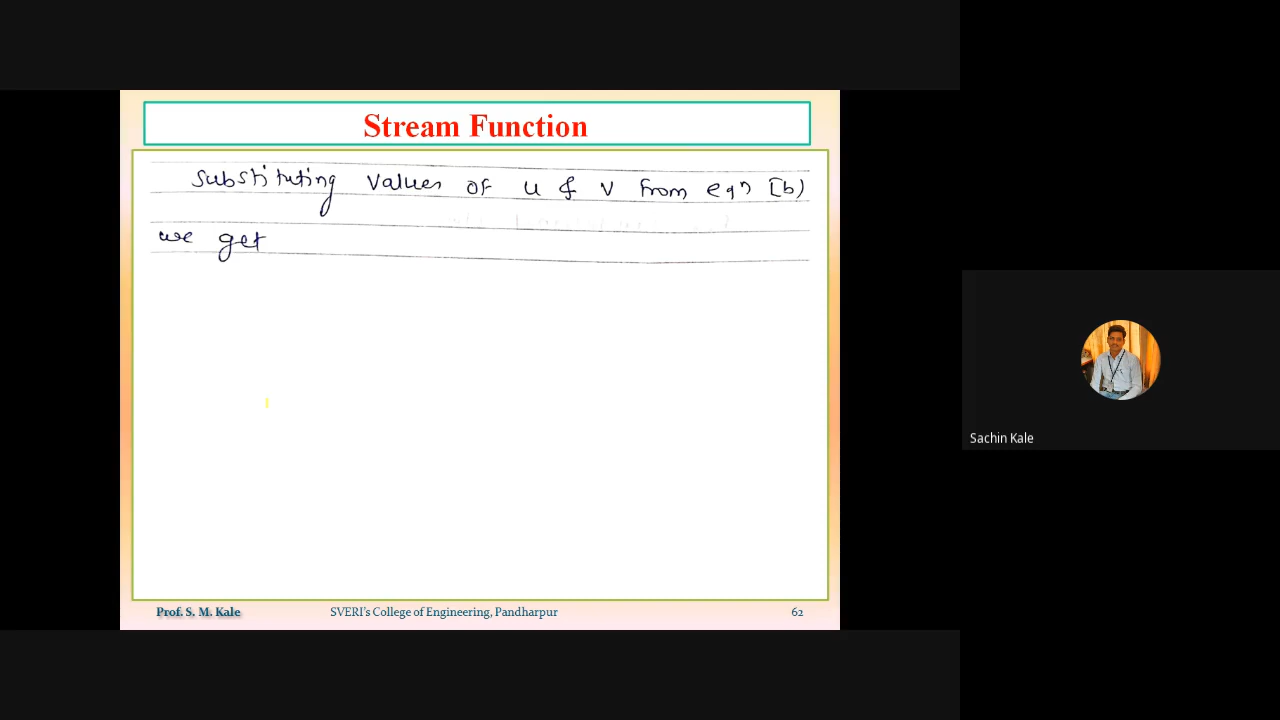 Stream Function
Substituting Values of u & v from eqn [b)
we get
Prof. S. M. Kale
SVERI's College of Engineering, Pandharpur
62
Sachin Kale